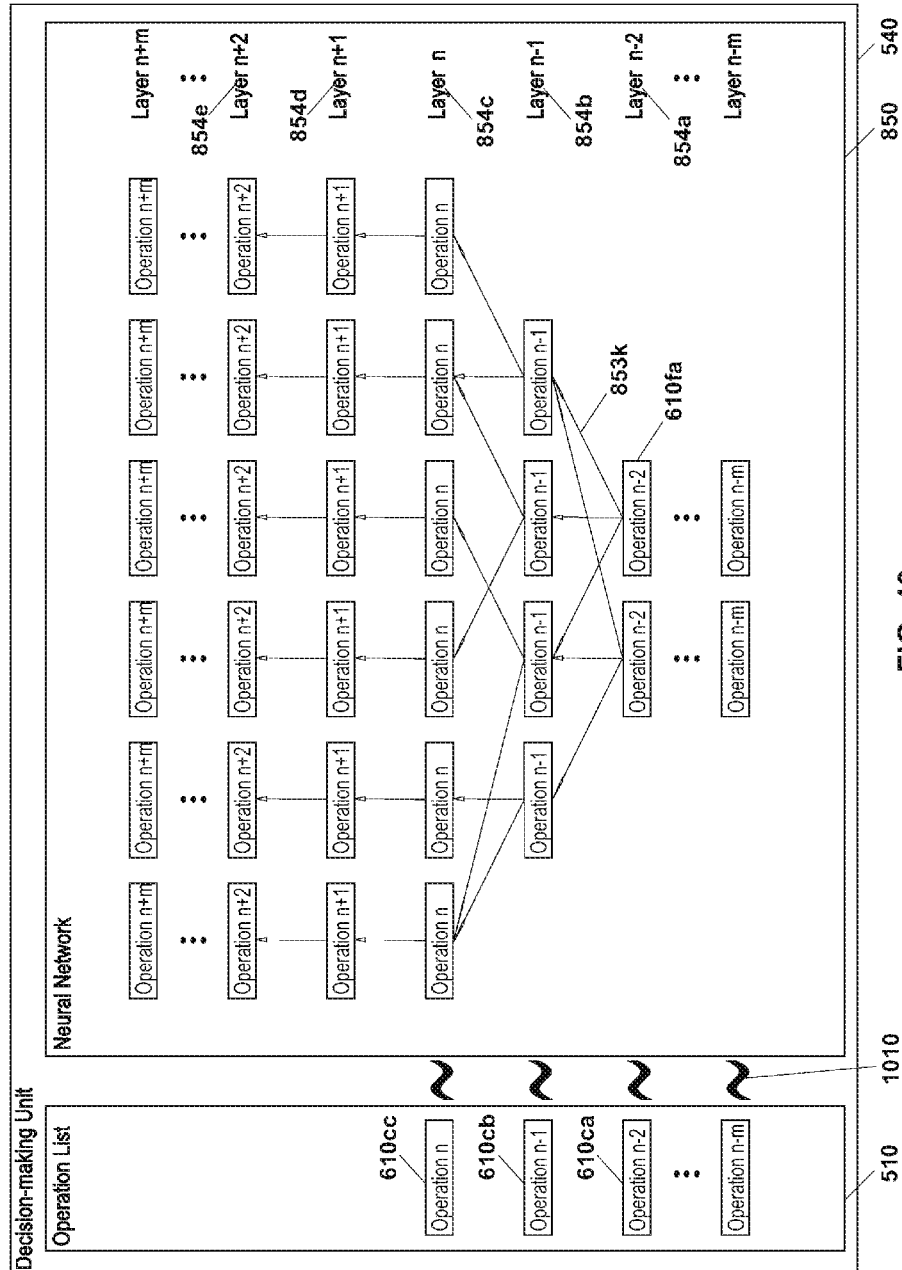 Decision-making Unit
Operation List
Neural Network
Operation n+m
Operation n+m
Operation n+m
Operation n+m
Operation n+m
Operation n+m
Layer n+m
854e
Operation n+2
Operation n+2
Operation n+2
Operation n+2
Operation n+2
Operation n+2
Layer n+2
854d
Operation n+1
Operation n+1
Operation n+1
Operation n+1
Operation n+1
Operation n+1
Layer n+1
610cc
Operation n
Operation n
Operation n
Operation n
Operation n
Operation n
Operation n
Layer n
854c
610cb
Operation n-1
Operation n-1
Operation n-1
Operation n-1
Operation n-1
Layer n-1
854b
853k
610ca
610fa
Operation n-2
Operation n-2
Operation n-2
Layer n-2
854a
Operation n-m
Operation n-m
Operation n-m
Layer n-m
510
1010
850
540